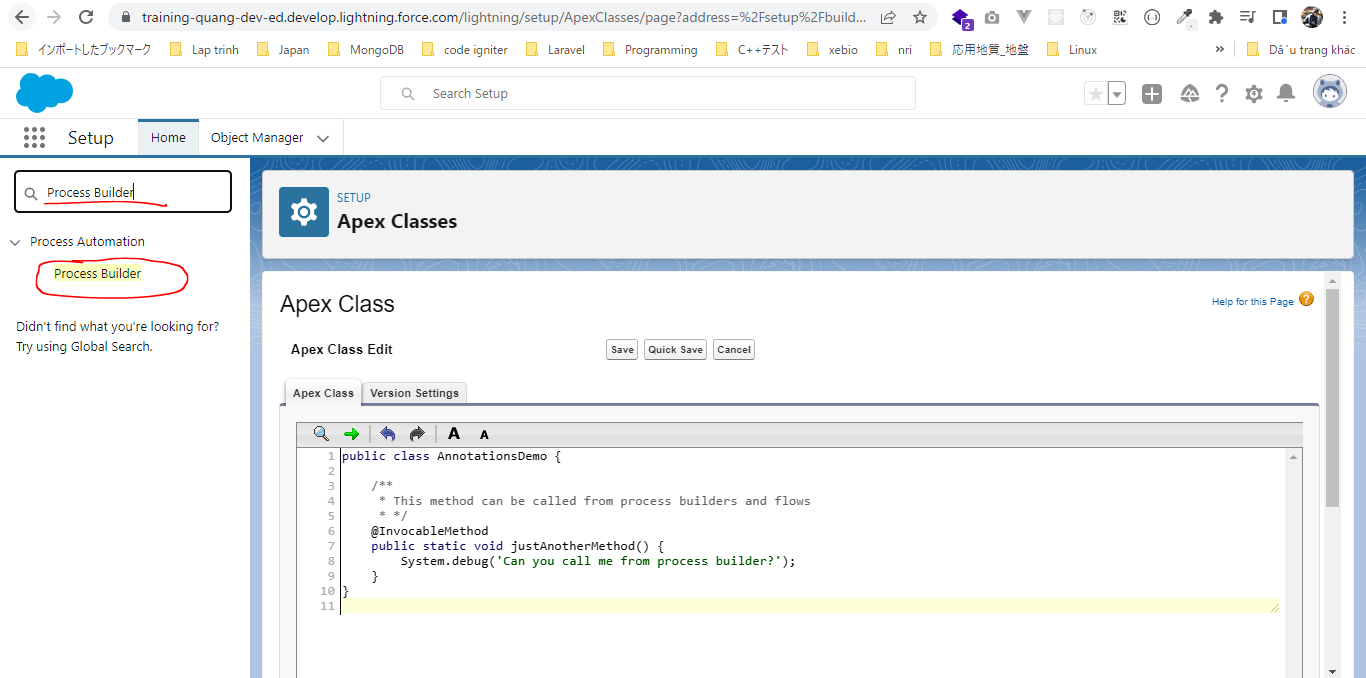 training-quang-dev-ed.develop.lightning.force.com/lightning/setup/ApexClasses/page?address=%2Fsetup%2Fbuild...
2
インポートしたブックマーク Lap trinh Japan MongoDB code igniter Laravel Programming C++テスト xebio nri 応用地質_地盤 Linux » Dấu trang khác
Search Setup
Setup Home Object Manager
Process Builder
Process Automation
Process Builder
Didn't find what you're looking for?
Try using Global Search.
SETUP
Apex Classes
Apex Class
Help for this Page ?
Apex Class Edit Save Quick Save Cancel
Apex Class Version Settings
A A
1 public class AnnotationsDemo {
2
3 /**
4 * This method can be called from process builders and flows
5 * */
6 @InvocableMethod
7 public static void justAnotherMethod() {
8 System.debug('Can you call me from process builder?');
9 }
10 }
11